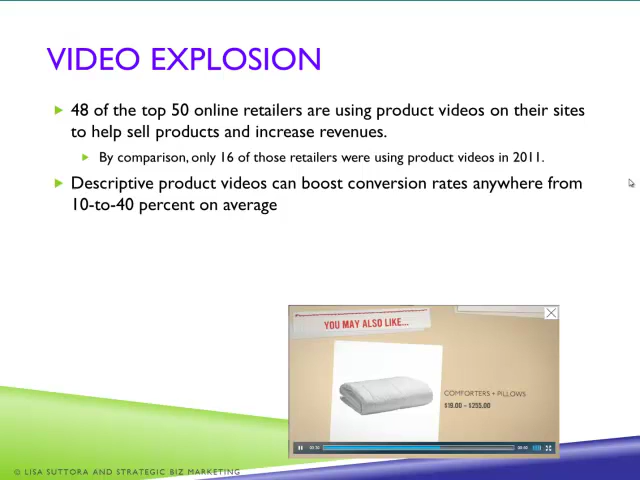 VIDEO EXPLOSION
48 of the top 50 online retailers are using product videos on their sites
to help sell products and increase revenues.
By comparison, only 16 of those retailers were using product videos in 2011.
Descriptive product videos can boost conversion rates anywhere from
10-to-40 percent on average
YOU MAY ALSO LIKE...
COMFORTERS • PILLOWS
$19.00 – $255.00
© LISA SUTTORA AND STRATEGIC BIZ MARKETING